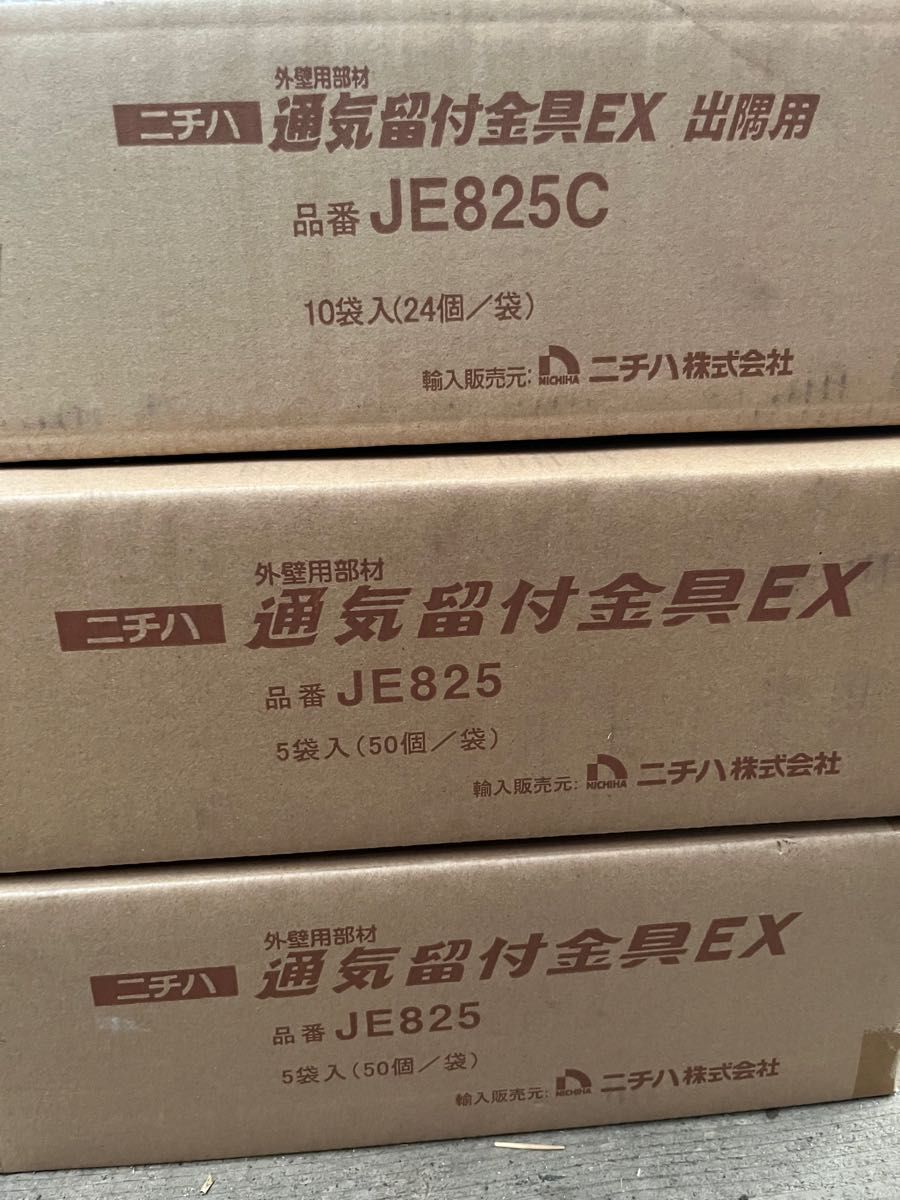 外壁用部材
ニチハ 通気留付金具EX 出隅用
品番 JE825C
10袋入(24個／袋)
輸入販売元: NICHIHA ニチハ株式会社
外壁用部材
ニチハ 通気留付金具EX
品番 JE825
5袋入(50個／袋)
輸入販売元: NICHIHA ニチハ株式会社
外壁用部材
ニチハ 通気留付金具EX
品番 JE825
5袋入(50個／袋)
輸入販売元: NICHIHA ニチハ株式会社